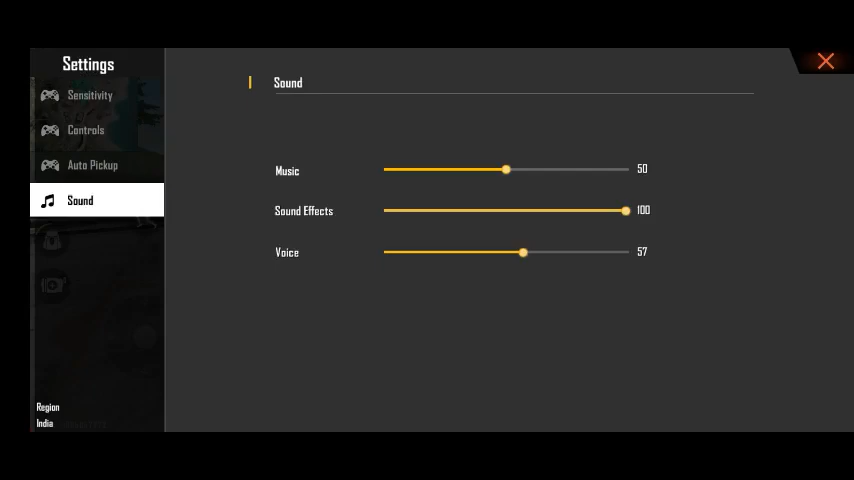 Settings
Sensitivity
Controls
Auto Pickup
Sound
Sound
Music 50
Sound Effects 100
Voice 57
Region
India